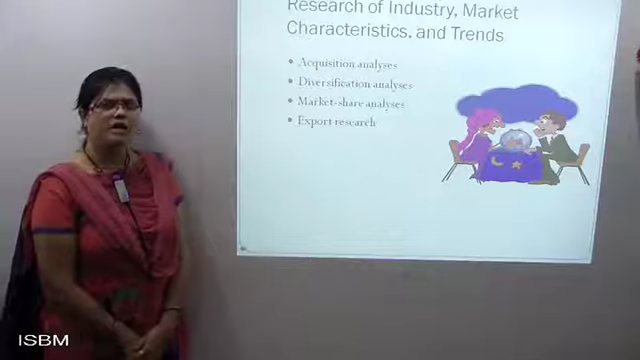 Research of Industry, Market
Characteristics. and Trends
• Acquisition analyses
• Diversification analyses
• Market-share analyses
• Export research
ISBM